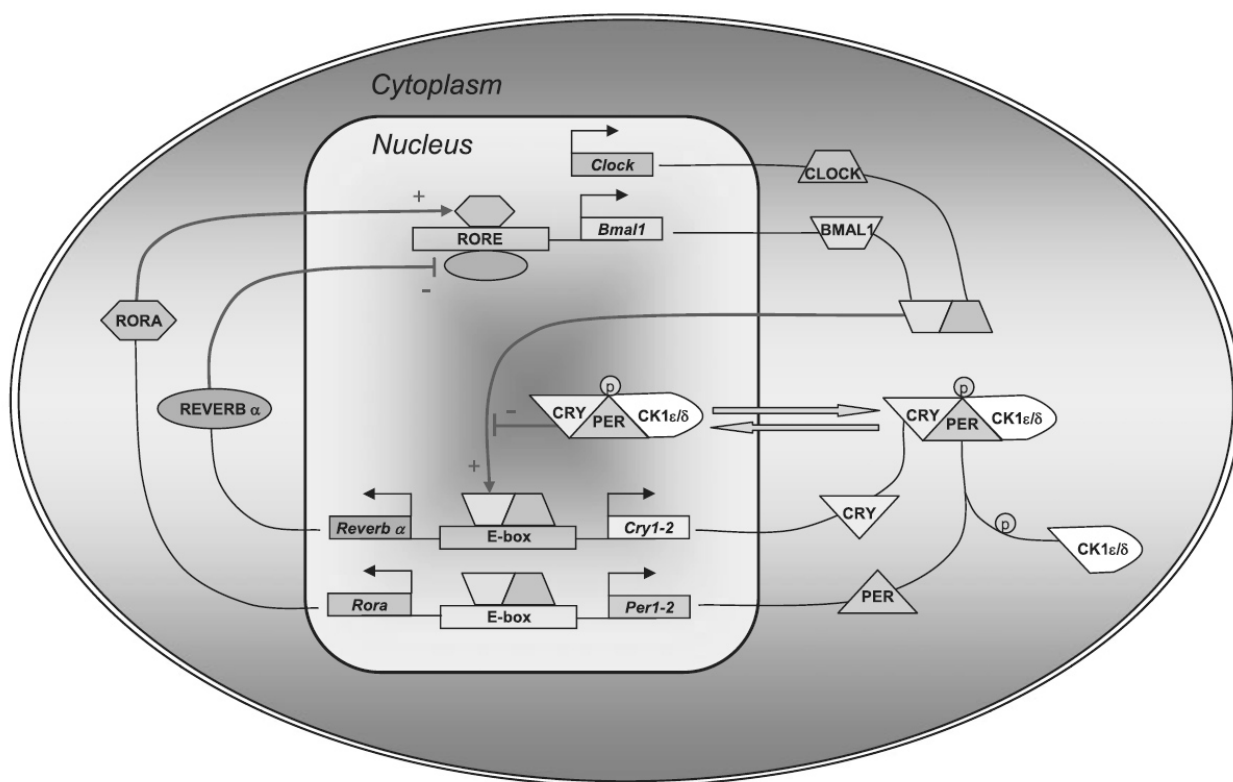 Cytoplasm
Nucleus
Clock
CLOCK
+
RORE
Bmal1
BMAL1
-
RORA
REVERB α
P
CRY
PER
CK1ε/δ
-
P
CRY
PER
CK1ε/δ
+
Reverb α
E-box
Cry1-2
CRY
P
CK1ε/δ
Rora
E-box
Per1-2
PER